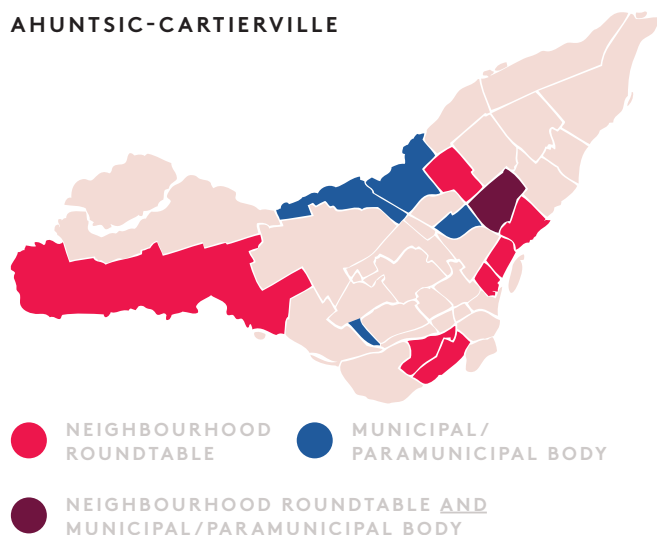 AHUNTSIC-CARTIERVILLE
NEIGHBOURHOOD
ROUNDTABLE
MUNICIPAL/
PARAMUNICIPAL BODY
NEIGHBOURHOOD ROUNDTABLE AND
MUNICIPAL/PARAMUNICIPAL BODY